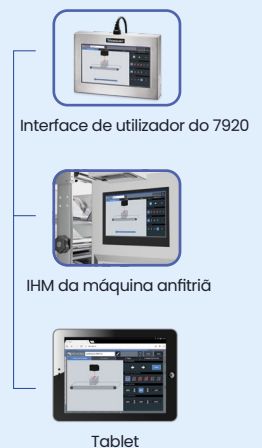 Interface de utilizador do 7920
IHM da máquina anfitriã
Tablet